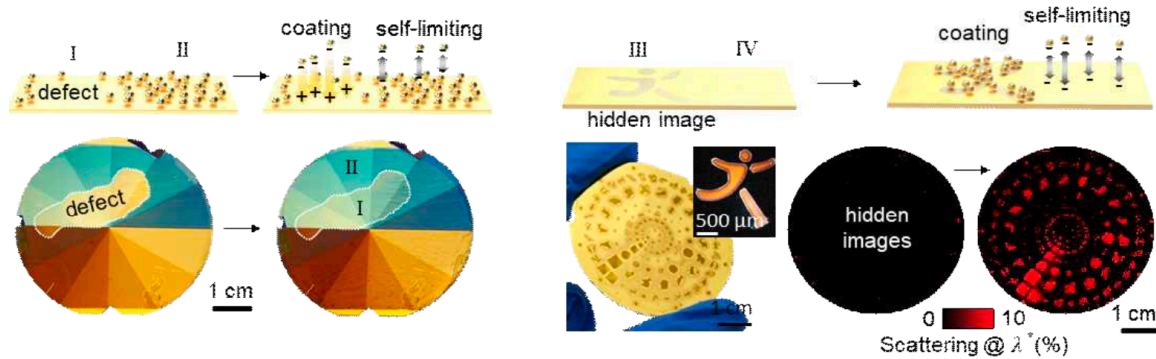 I
II
coating
self-limiting
defect
+ + + + +
III
IV
hidden image
coating
self-limiting
defect
II
I
1 cm
500 μm
1 cm
hidden
images
0
10
Scattering @ λ*(%)
1 cm